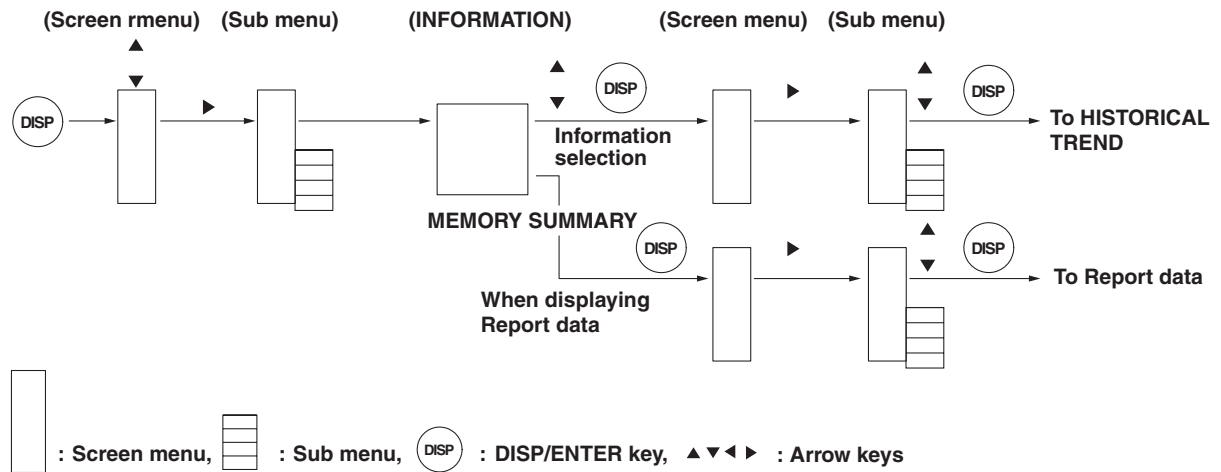 (Screen rmenu) (Sub menu) (INFORMATION) (Screen menu) (Sub menu)
DISP
DISP
DISP
Information
selection
To HISTORICAL
TREND
MEMORY SUMMARY
DISP
DISP
When displaying
Report data
To Report data
: Screen menu, : Sub menu, DISP : DISP/ENTER key, ▲ ▼ ◀ ▶ : Arrow keys